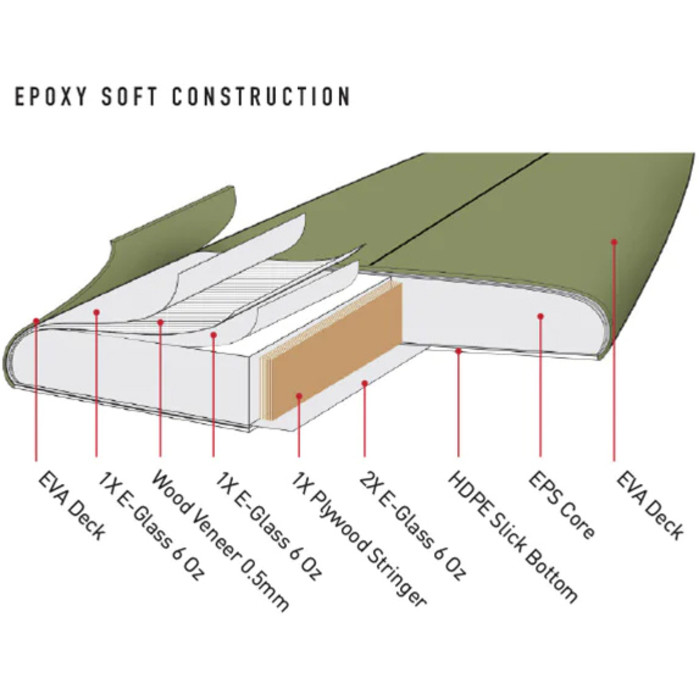 EPOXY SOFT CONSTRUCTION
EVA Deck
1X E-Glass 6 Oz
Wood Veneer 0.5mm
1X E-Glass 6 Oz
1X Plywood Stringer
2X E-Glass 6 Oz
HDPE Slick Bottom
EPS Core
EVA Deck